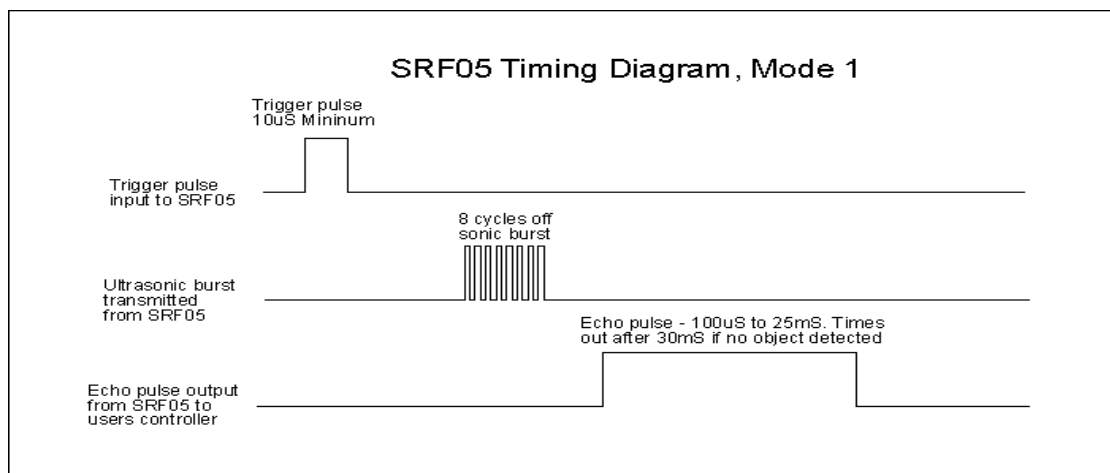 SRF05 Timing Diagram, Mode 1
Trigger pulse
10uS Mininum
Trigger pulse
input to SRF05
8 cycles off
sonic burst
Ultrasonic burst
transmitted
from SRF05
Echo pulse - 100uS to 25mS. Times
out after 30mS if no object detected
Echo pulse output
from SRF05 to
users controller